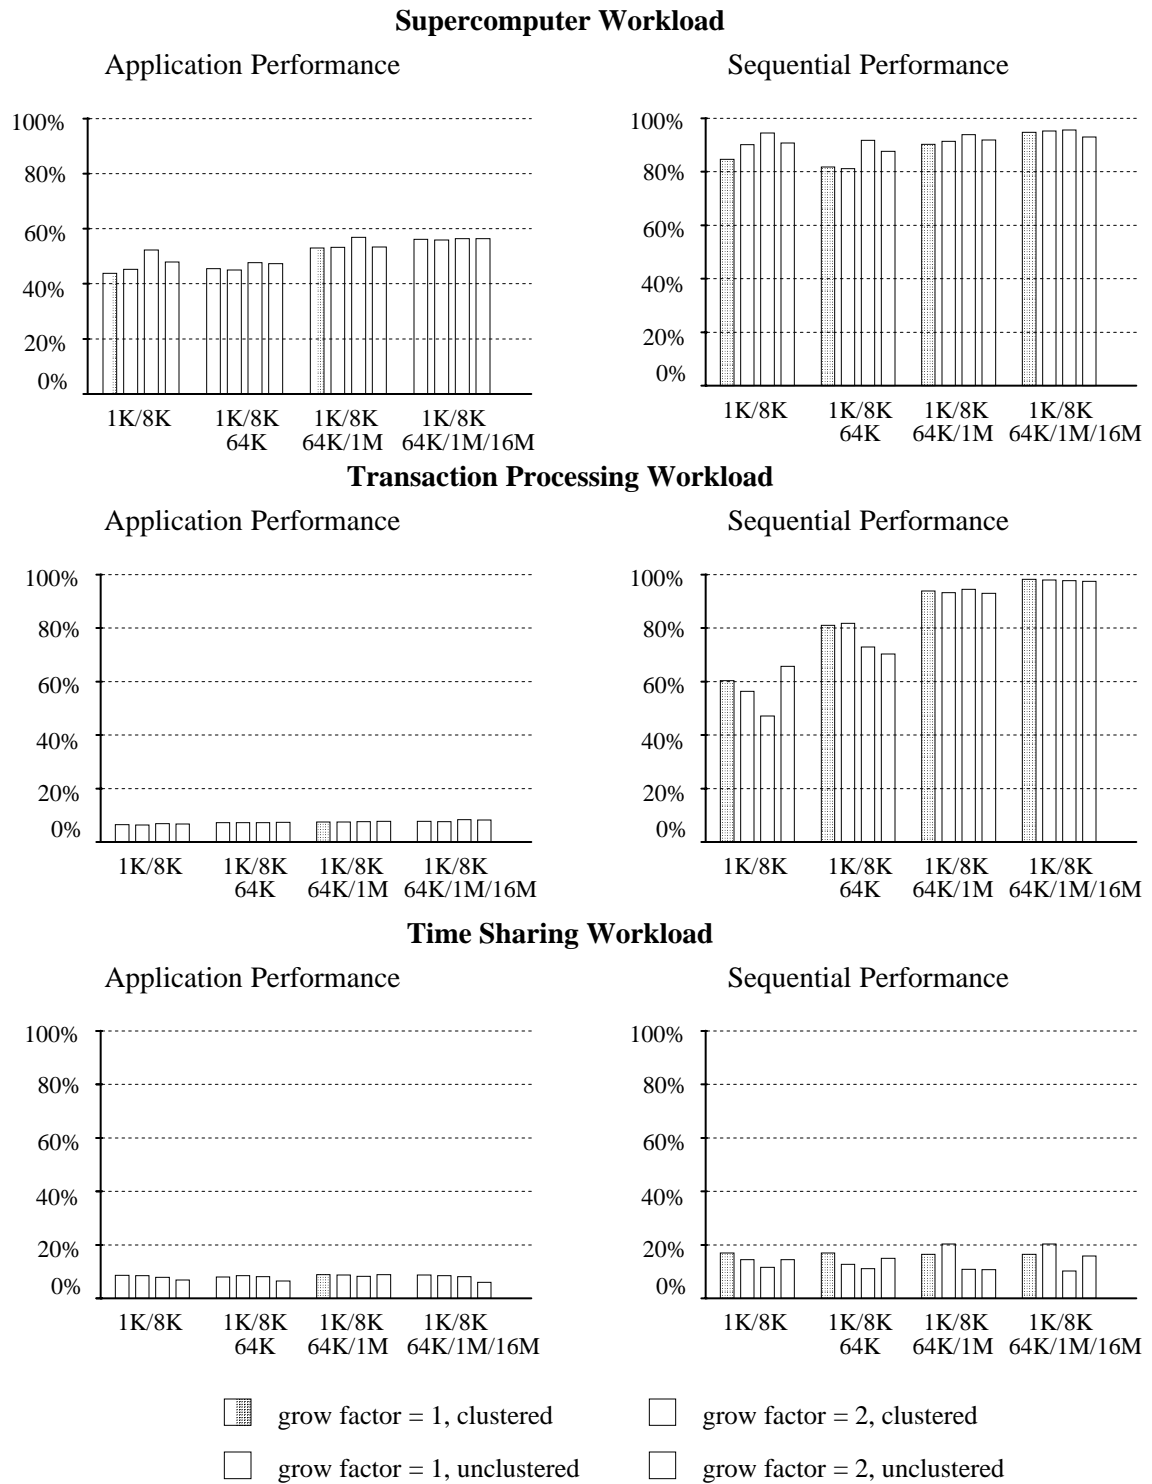 Supercomputer Workload
Application Performance
100%
80%
60%
40%
20%
0%
1K/8K 1K/8K 1K/8K 1K/8K
64K 64K/1M 64K/1M/16M
Sequential Performance
100%
80%
60%
40%
20%
0%
1K/8K 1K/8K 1K/8K 1K/8K
64K 64K/1M 64K/1M/16M
Transaction Processing Workload
Application Performance
100%
80%
60%
40%
20%
0%
1K/8K 1K/8K 1K/8K 1K/8K
64K 64K/1M 64K/1M/16M
Sequential Performance
100%
80%
60%
40%
20%
0%
1K/8K 1K/8K 1K/8K 1K/8K
64K 64K/1M 64K/1M/16M
Time Sharing Workload
Application Performance
100%
80%
60%
40%
20%
0%
1K/8K 1K/8K 1K/8K 1K/8K
64K 64K/1M 64K/1M/16M
Sequential Performance
100%
80%
60%
40%
20%
0%
1K/8K 1K/8K 1K/8K 1K/8K
64K 64K/1M 64K/1M/16M
grow factor = 1, clustered
grow factor = 2, clustered
grow factor = 1, unclustered
grow factor = 2, unclustered